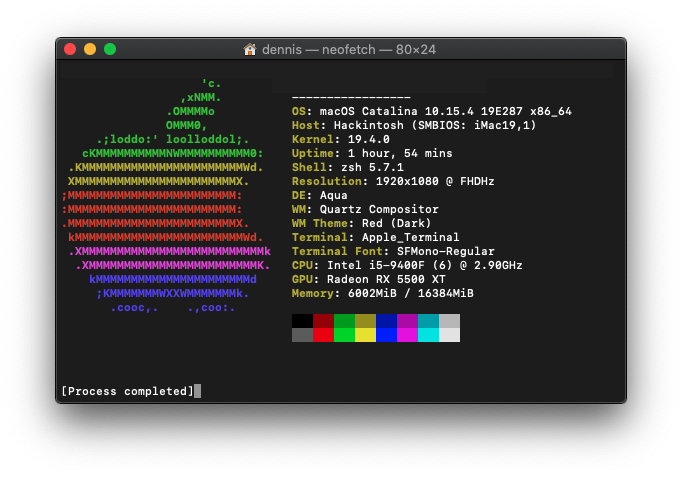 dennis — neofetch — 80×24
'c.
,xNMM.          -----------------
.OMMMMo         OS: macOS Catalina 10.15.4 19E287 x86_64
OMMM0,          Host: Hackintosh (SMBIOS: iMac19,1)
.;loddo:' loolloddol;.     Kernel: 19.4.0
cKMMMMMMMMMMNWMMMMMMMMMM0:    Uptime: 1 hour, 54 mins
.KMMMMMMMMMMMMMMMMMMMMMMMWd.    Shell: zsh 5.7.1
XMMMMMMMMMMMMMMMMMMMMMMMX.      Resolution: 1920x1080 @ FHDHz
;MMMMMMMMMMMMMMMMMMMMMMMM:       DE: Aqua
:MMMMMMMMMMMMMMMMMMMMMMMM:       WM: Quartz Compositor
.MMMMMMMMMMMMMMMMMMMMMMMMX.      WM Theme: Red (Dark)
kMMMMMMMMMMMMMMMMMMMMMMMMWd.    Terminal: Apple_Terminal
.XMMMMMMMMMMMMMMMMMMMMMMMMMMk   Terminal Font: SFMono-Regular
.XMMMMMMMMMMMMMMMMMMMMMMMMK.   CPU: Intel i5-9400F (6) @ 2.90GHz
kMMMMMMMMMMMMMMMMMMMMMMd     GPU: Radeon RX 5500 XT
;KMMMMMMMWXXWMMMMMMMk.      Memory: 6002MiB / 16384MiB
.cooc,.    .,coo:.
[Process completed]